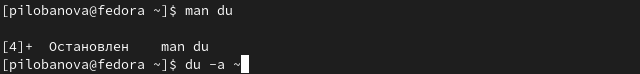 [pilobanova@fedora ~]$ man du
[4]+  Остановлен    man du
[pilobanova@fedora ~]$ du -a ~